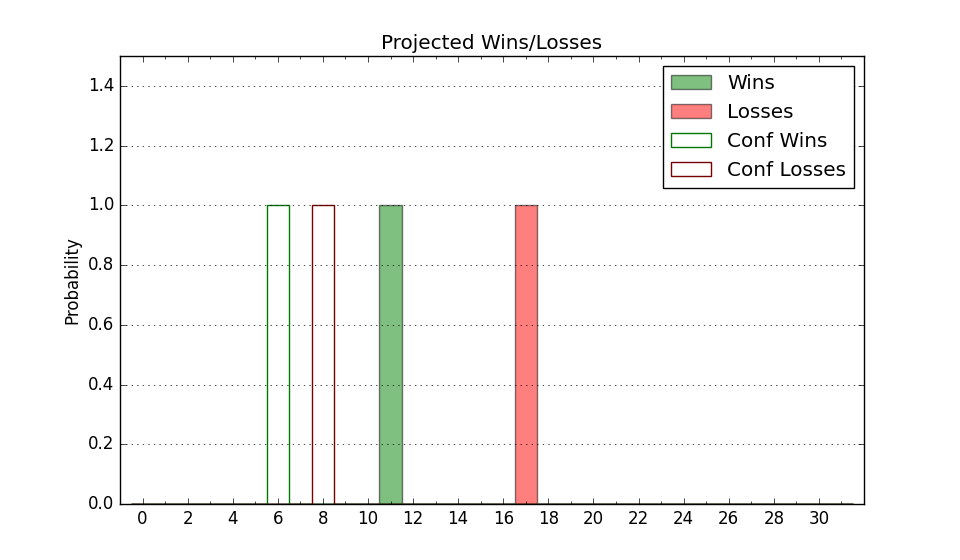 Projected Wins/Losses
Wins
Losses
Conf Wins
Conf Losses
Probability
1.4
1.2
1.0
0.8
0.6
0.4
0.2
0.0
0 2 4 6 8 10 12 14 16 18 20 22 24 26 28 30